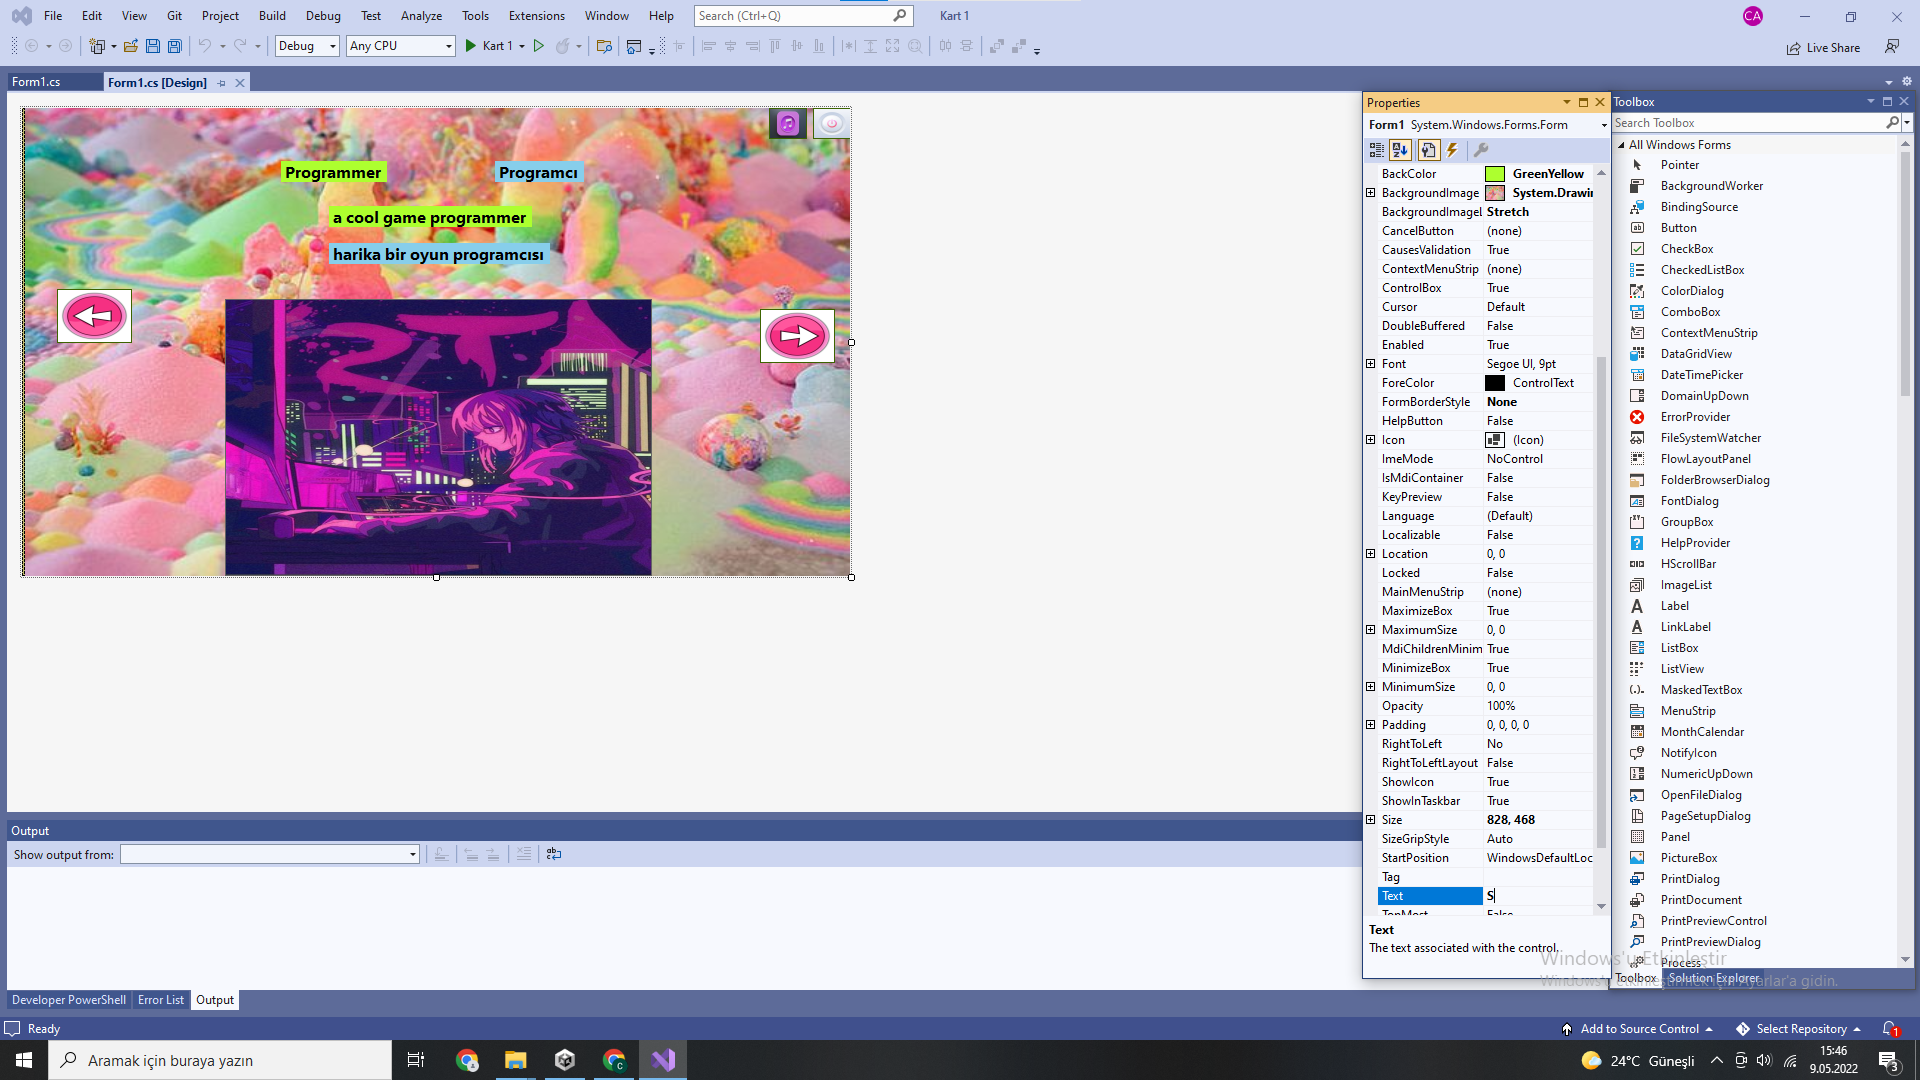 File Edit View Git Project Build Debug Test Analyze Tools Extensions Window Help Search (Ctrl+Q) Kart 1 CA
Debug Any CPU Kart 1 Live Share
Form1.cs Form1.cs [Design]
Programmer Programcı
a cool game programmer
harika bir oyun programcısı
Properties
Form1 System.Windows.Forms.Form
BackColor GreenYellow
BackgroundImage System.Drawin
BackgroundImageL Stretch
CancelButton (none)
CausesValidation True
ContextMenuStrip (none)
ControlBox True
Cursor Default
DoubleBuffered False
Enabled True
Font Segoe UI, 9pt
ForeColor ControlText
FormBorderStyle None
HelpButton False
Icon (Icon)
ImeMode NoControl
IsMdiContainer False
KeyPreview False
Language (Default)
Localizable False
Location 0, 0
Locked False
MainMenuStrip (none)
MaximizeBox True
MaximumSize 0, 0
MdiChildrenMinim True
MinimizeBox True
MinimumSize 0, 0
Opacity 100%
Padding 0, 0, 0, 0
RightToLeft No
RightToLeftLayout False
ShowIcon True
ShowInTaskbar True
Size 828, 468
SizeGripStyle Auto
StartPosition WindowsDefaultLoc
Tag
Text S
TopMost False
Text
The text associated with the control.
Toolbox
Search Toolbox
All Windows Forms
Pointer
BackgroundWorker
BindingSource
Button
CheckBox
CheckedListBox
ColorDialog
ComboBox
ContextMenuStrip
DataGridView
DateTimePicker
DomainUpDown
ErrorProvider
FileSystemWatcher
FlowLayoutPanel
FolderBrowserDialog
FontDialog
GroupBox
HelpProvider
HScrollBar
ImageList
Label
LinkLabel
ListBox
ListView
MaskedTextBox
MenuStrip
MonthCalendar
NotifyIcon
NumericUpDown
OpenFileDialog
PageSetupDialog
Panel
PictureBox
PrintDialog
PrintDocument
PrintPreviewControl
PrintPreviewDialog
Process
Toolbox Solution Explorer
Windows'u Etkinleştir
Windows'u etkinleştirmek için Ayarlar'a gidin.
Output
Show output from:
Developer PowerShell Error List Output
Ready Add to Source Control Select Repository 1
Aramak için buraya yazın 24°C Güneşli 15:46
9.05.2022 3